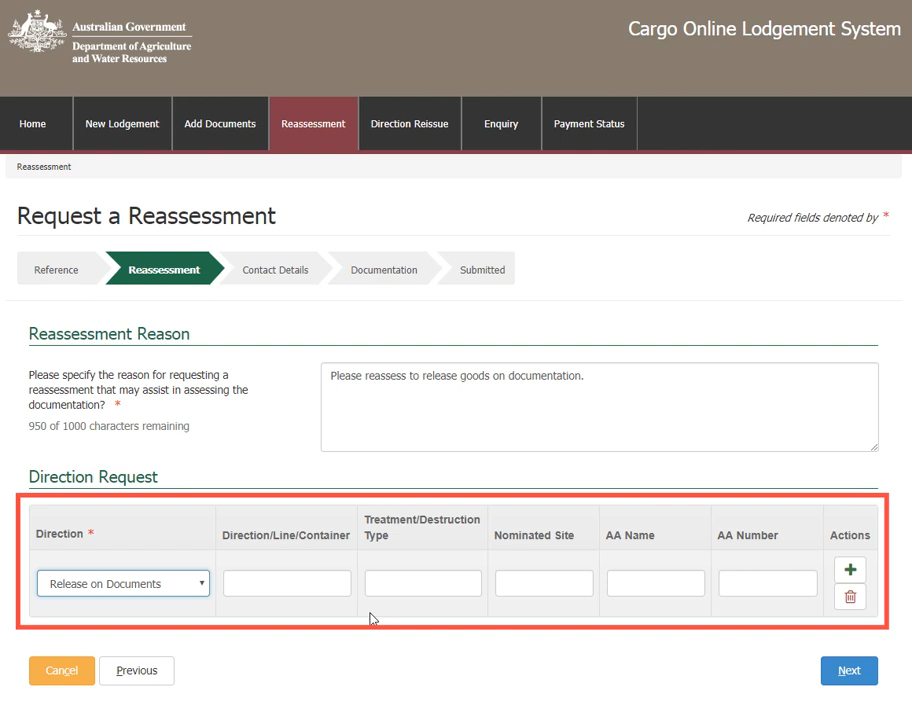 Australian Government
Department of Agriculture
and Water Resources
Cargo Online Lodgement System
Home
New Lodgement
Add Documents
Reassessment
Direction Reissue
Enquiry
Payment Status
Reassessment
Request a Reassessment
Required fields denoted by *
Reference
Reassessment
Contact Details
Documentation
Submitted
Reassessment Reason
Please specify the reason for requesting a
reassessment that may assist in assessing the
documentation? *
950 of 1000 characters remaining
Please reassess to release goods on documentation.
Direction Request
Direction *
Direction/Line/Container
Treatment/Destruction
Type
Nominated Site
AA Name
AA Number
Actions
Release on Documents
Cancel
Previous
Next